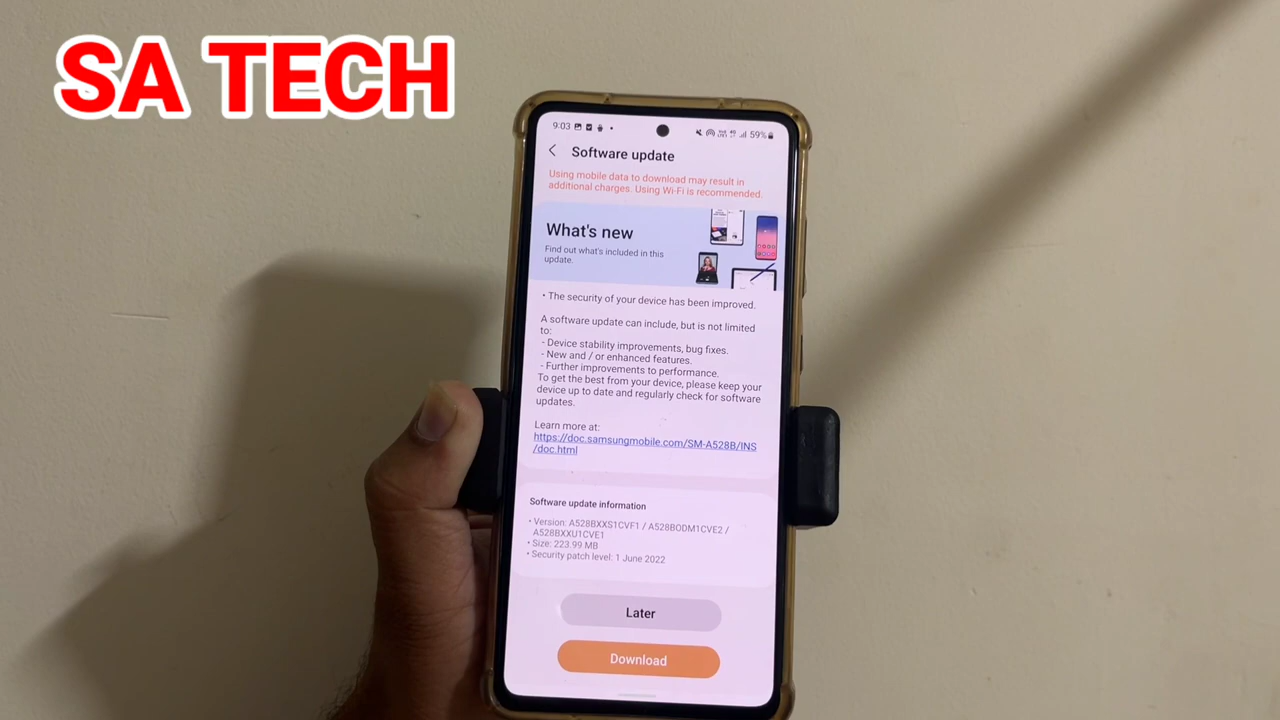 SA TECH
9:03
59%
Software update
Using mobile data to download may result in
additional charges. Using Wi-Fi is recommended.
What's new
Find out what's included in this
update.
• The security of your device has been improved.
A software update can include, but is not limited
to:
- Device stability improvements, bug fixes.
- New and / or enhanced features.
- Further improvements to performance.
To get the best from your device, please keep your
device up to date and regularly check for software
updates.
Learn more at:
https://doc.samsungmobile.com/SM-A528B/INS
/doc.html
Software update information
• Version: A528BXXS1CVF1 / A528BODM1CVE2 /
A528BXXU1CVE1
• Size: 223.99 MB
• Security patch level: 1 June 2022
Later
Download